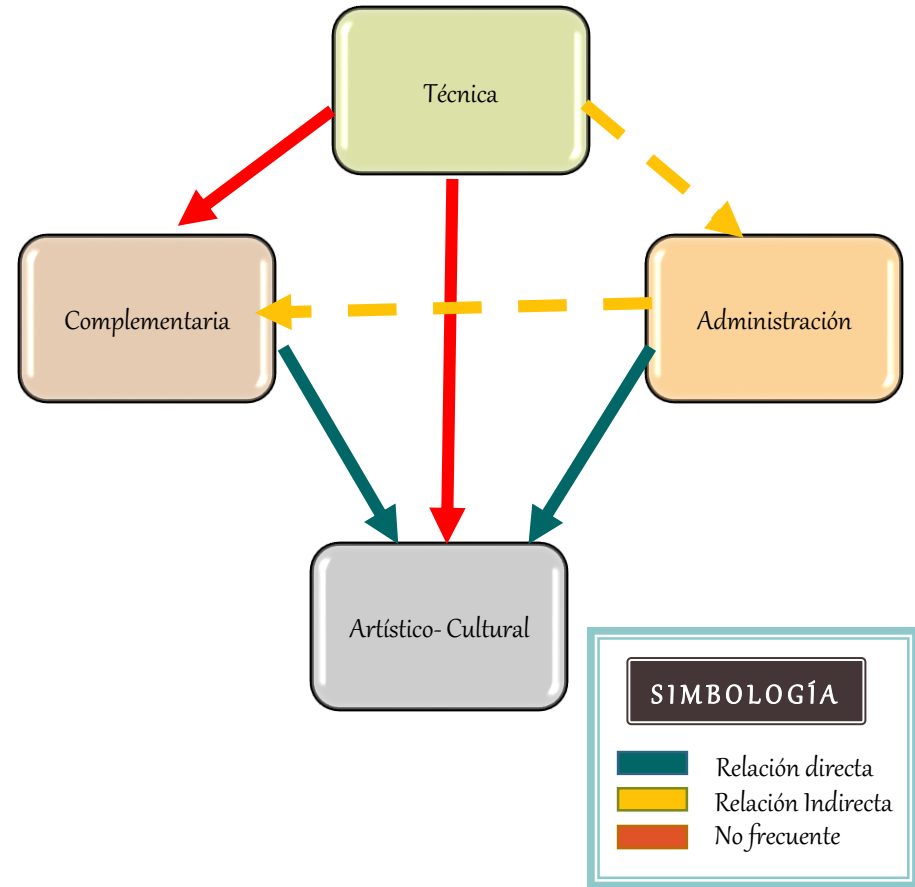 Técnica
Complementaria
Administración
Artístico- Cultural
SIMBOLOGÍA
Relación directa
Relación Indirecta
No frecuente